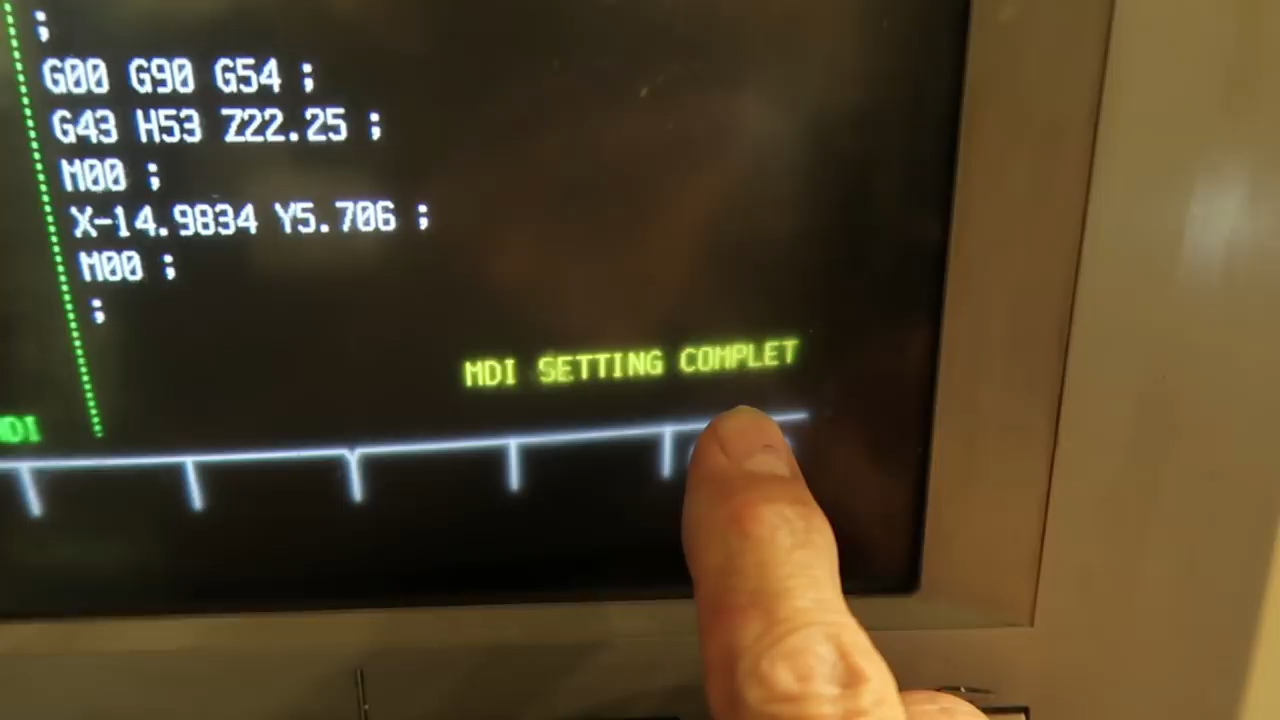 ;
G00 G90 G54 ;
G43 H53 Z22.25 ;
M00 ;
X-14.9834 Y5.706 ;
M00 ;
;
MDI SETTING COMPLET